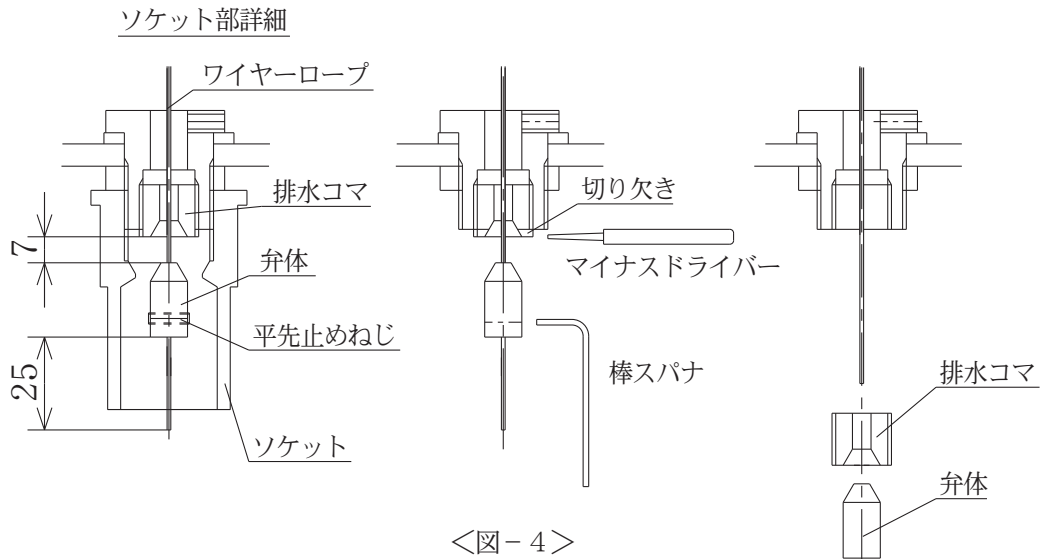 ソケット部詳細
ワイヤーロープ
排水コマ
7
弁体
平先止めねじ
25
ソケット
切り欠き
マイナスドライバー
棒スパナ
排水コマ
弁体
＜図－４＞